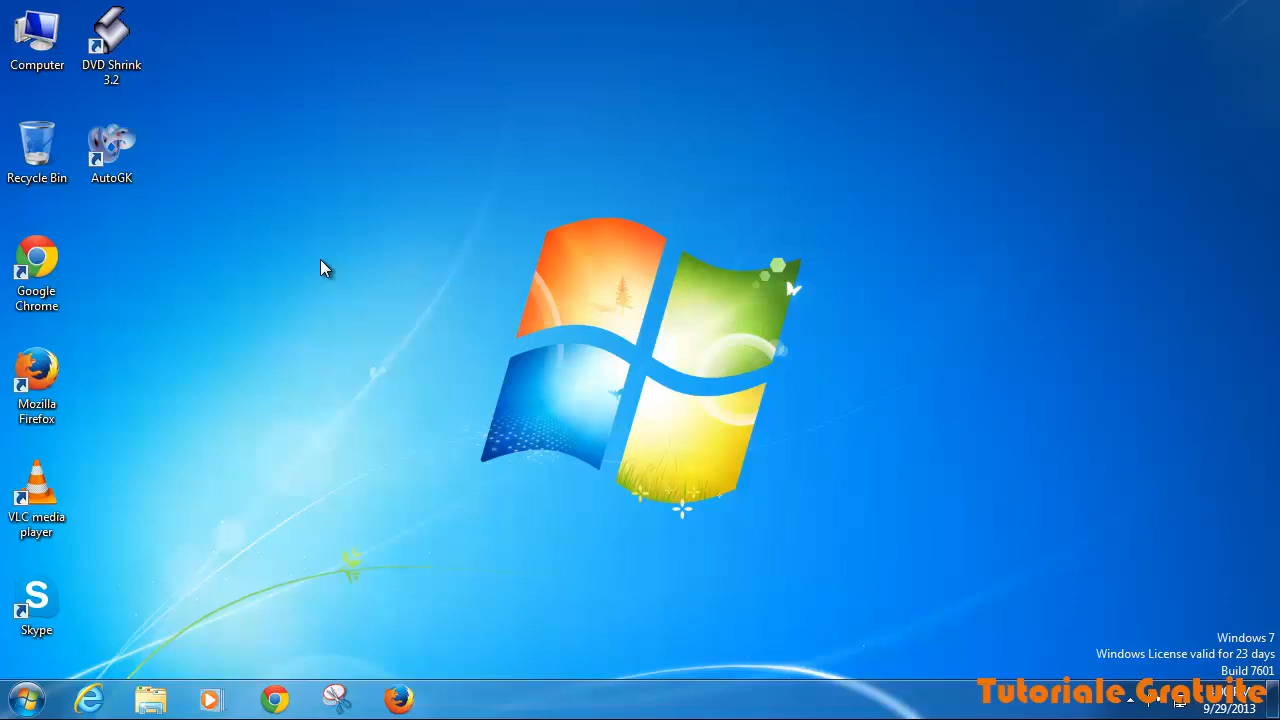 Computer
DVD Shrink
3.2
Recycle Bin
AutoGK
Google
Chrome
Mozilla
Firefox
VLC media
player
S
Skype
Windows 7
Windows License valid for 23 days
Build 7601
Tutoriale Gratuite
9/29/2013